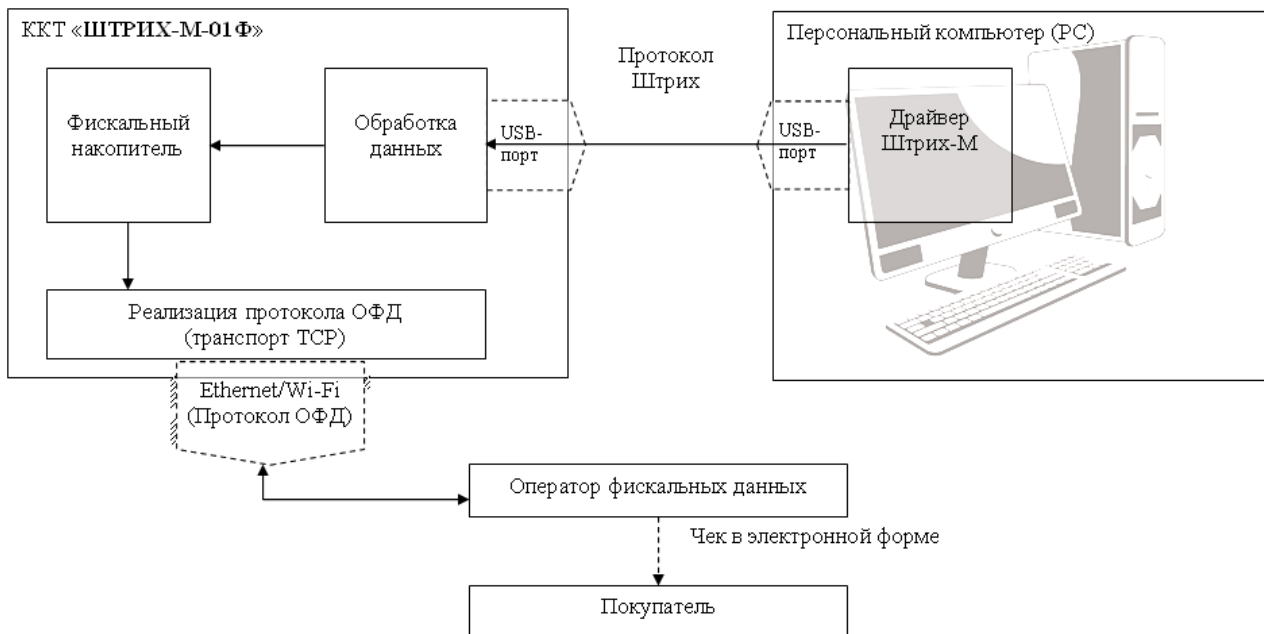 ККТ «ШТРИХ-М-01Ф»
Персональный компьютер (PC)
Протокол
Штрих
Фискальный
накопитель
Обработка
данных
USB-
порт
USB-
порт
Драйвер
Штрих-М
Реализация протокола ОФД
(транспорт TCP)
Ethernet/Wi-Fi
(Протокол ОФД)
Оператор фискальных данных
Чек в электронной форме
Покупатель